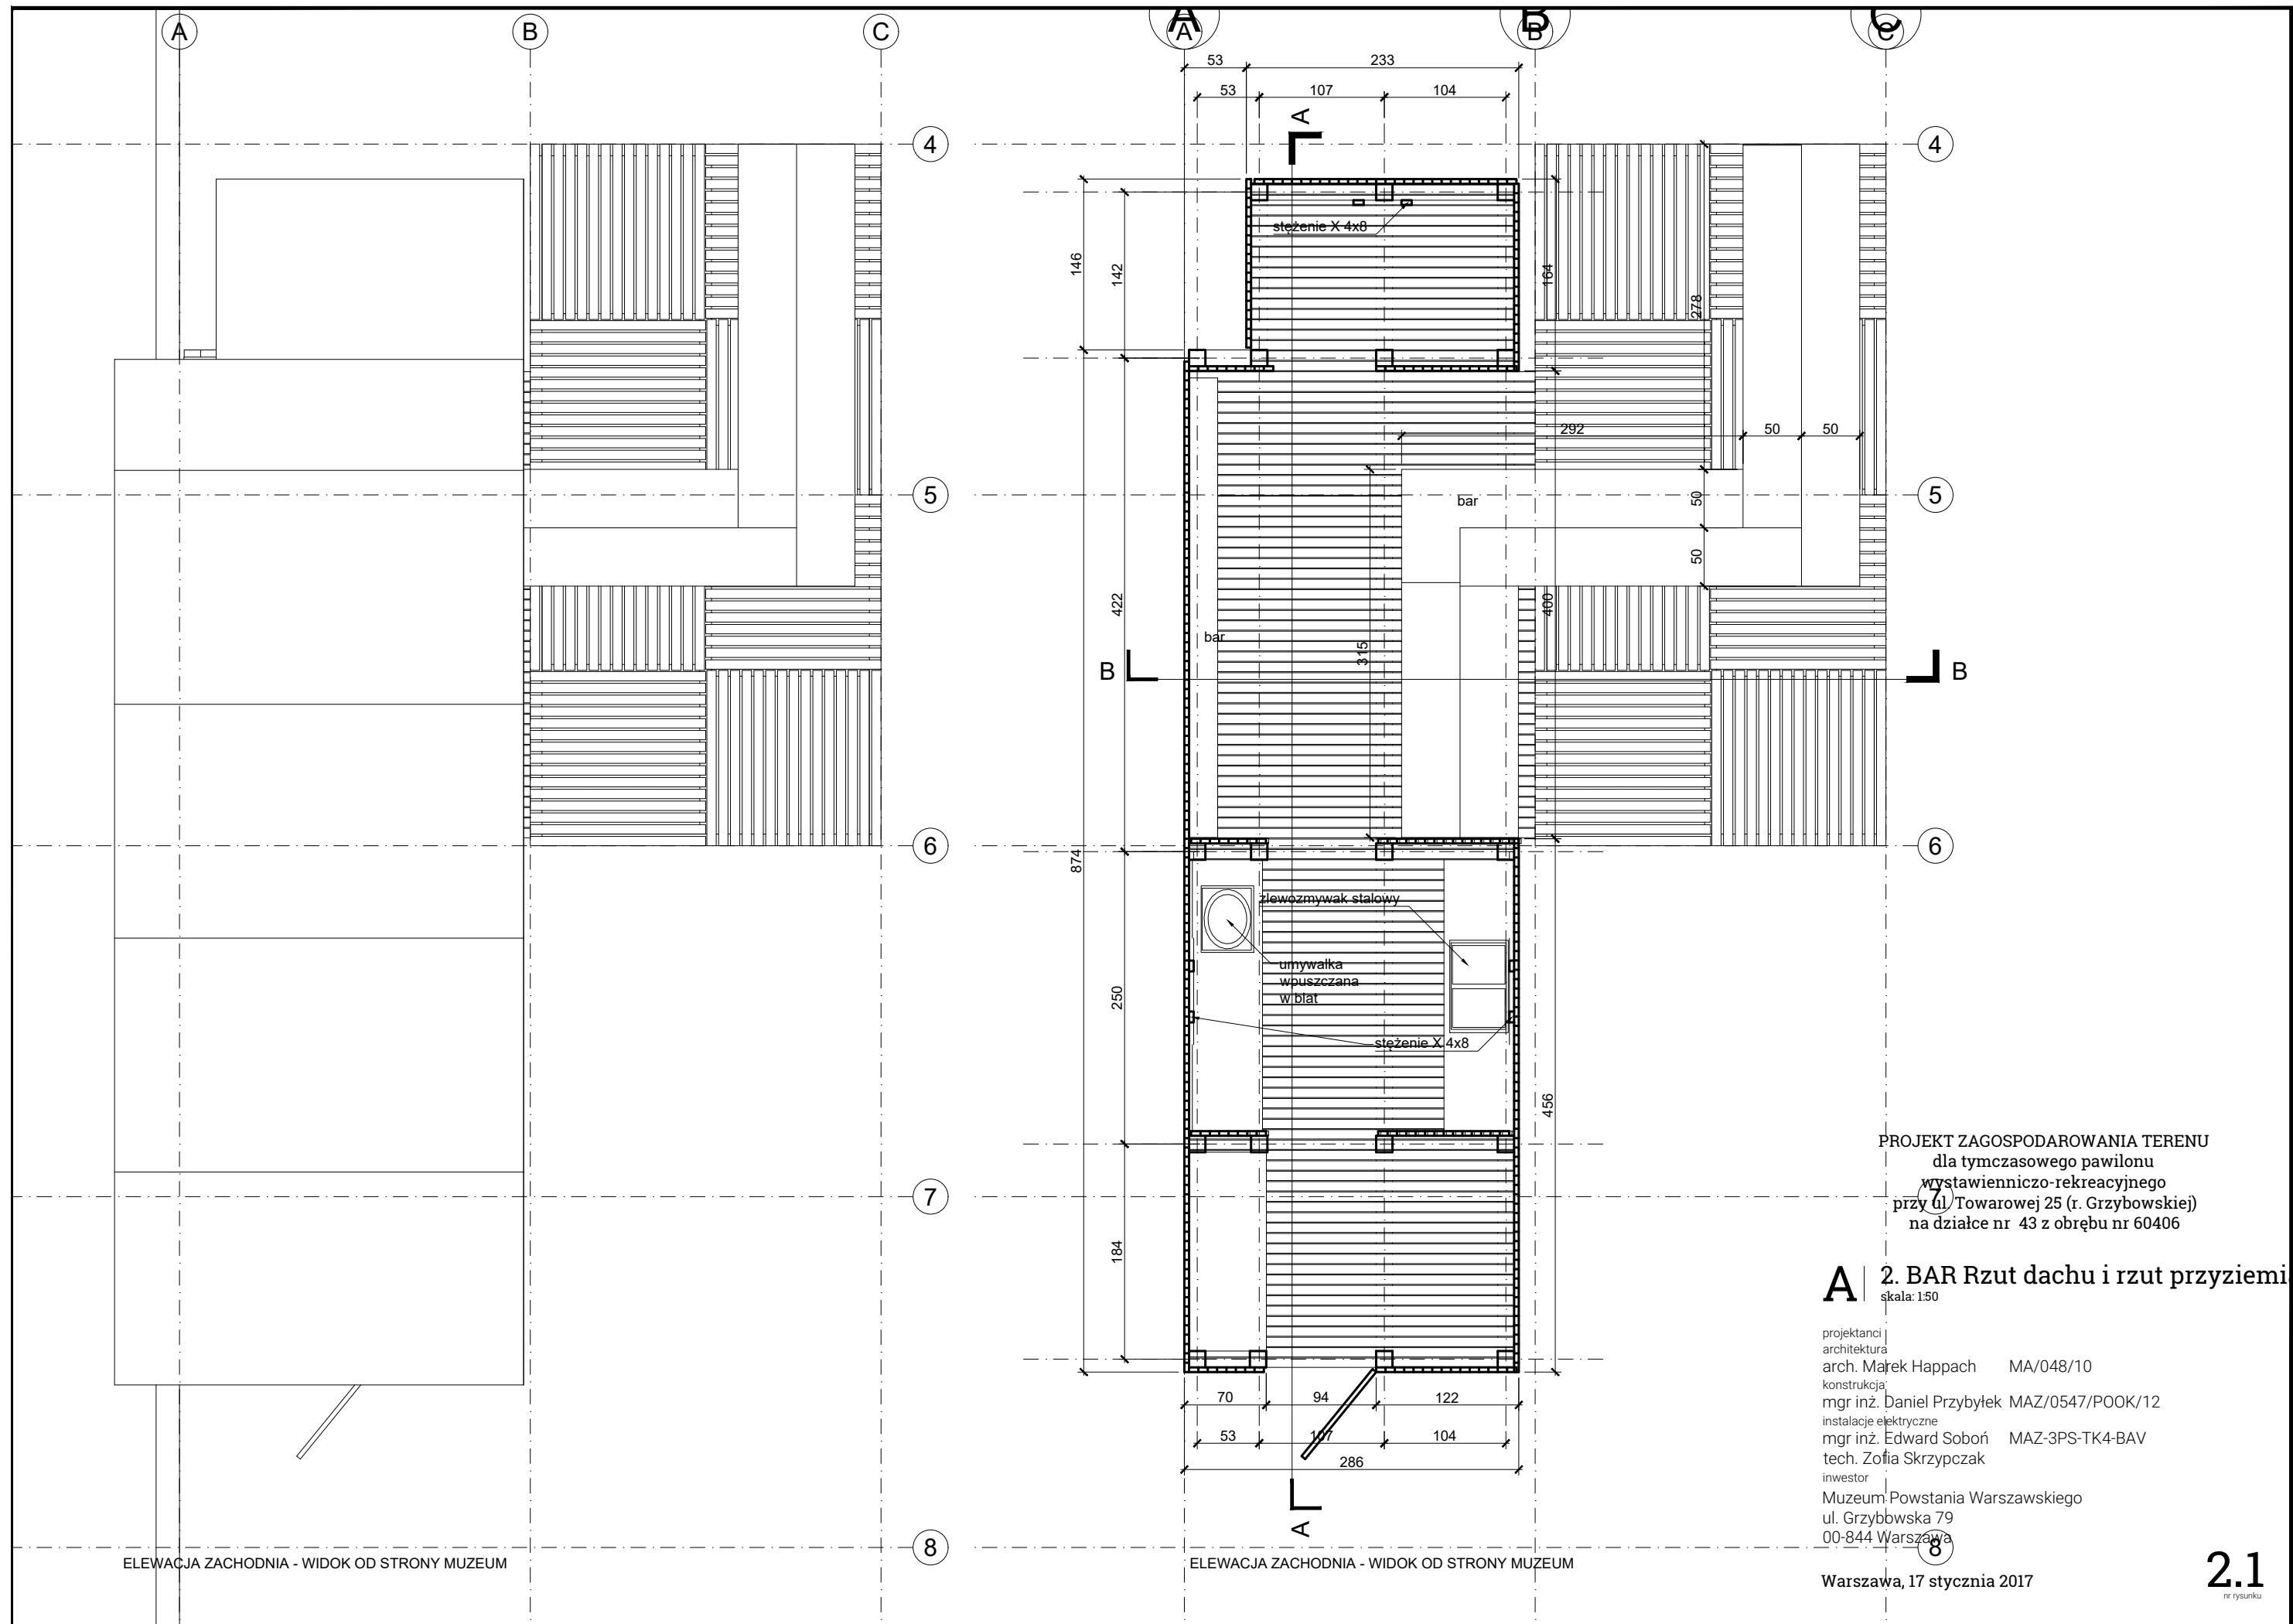 A
B
C
A
B
C
A
B
C
53
233
53
107
104
A
4
4
stężenie X 4x8
146
142
164
278
292
50
50
5
bar
50
5
50
422
400
bar
315
B
B
6
874
6
zlewozmywak stalowy
umywalka
wpuszczana
w blat
250
stężenie X 4x8
456
7
7
184
70
94
122
53
107
104
286
A
8
8
ELEWACJA ZACHODNIA - WIDOK OD STRONY MUZEUM
ELEWACJA ZACHODNIA - WIDOK OD STRONY MUZEUM
PROJEKT ZAGOSPODAROWANIA TERENU
dla tymczasowego pawilonu
wystawienniczo-rekreacyjnego
przy ul. Towarowej 25 (r. Grzybowskiej)
na działce nr 43 z obrębu nr 60406
A
2. BAR Rzut dachu i rzut przyziemi
skala: 1:50
projektanci
architektura
arch. Marek Happach MA/048/10
konstrukcja
mgr inż. Daniel Przybyłek MAZ/0547/POOK/12
instalacje elektryczne
mgr inż. Edward Soboń MAZ-3PS-TK4-BAV
tech. Zofia Skrzypczak
inwestor
Muzeum Powstania Warszawskiego
ul. Grzybowska 79
00-844 Warszawa
Warszawa, 17 stycznia 2017
2.1
nr rysunku